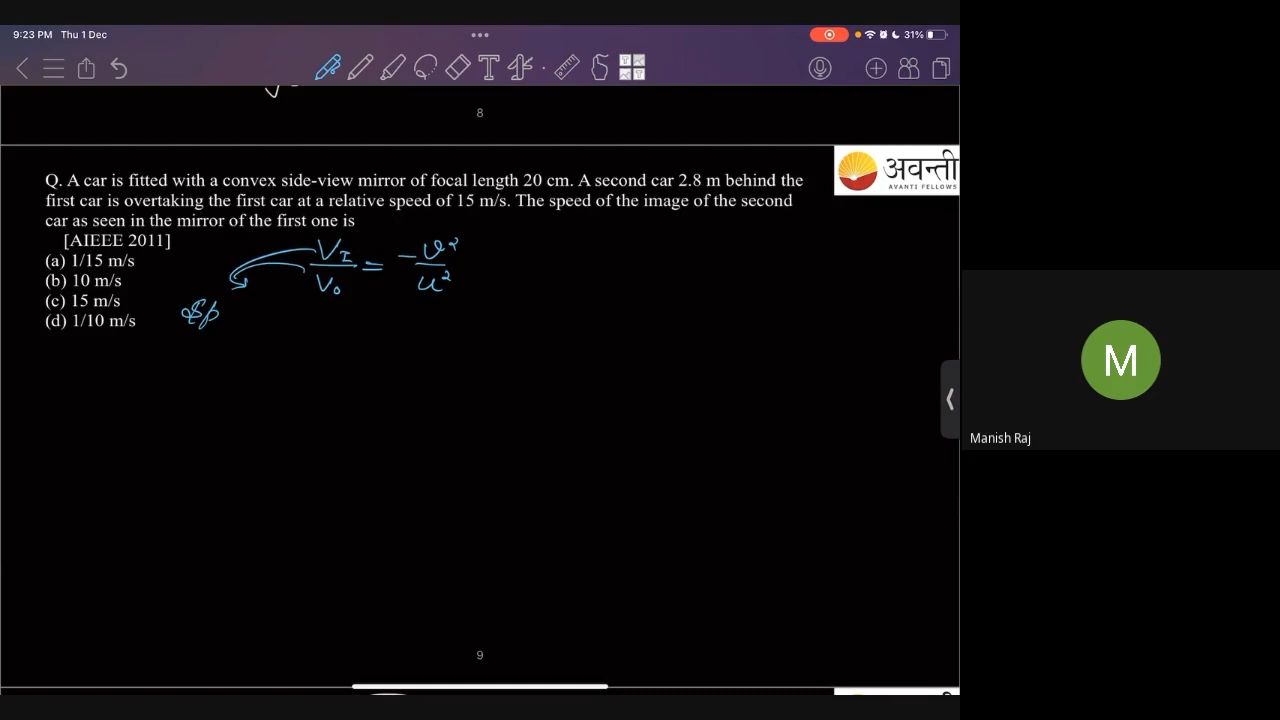 9:23 PM Thu 1 Dec
31%
8
अवन्ती
AVANTI FELLOWS
Q. A car is fitted with a convex side-view mirror of focal length 20 cm. A second car 2.8 m behind the
first car is overtaking the first car at a relative speed of 15 m/s. The speed of the image of the second
car as seen in the mirror of the first one is
[AIEEE 2011]
(a) 1/15 m/s
(b) 10 m/s
(c) 15 m/s
(d) 1/10 m/s
V_I / V_o = -v² / u²
Sp
9
M
Manish Raj